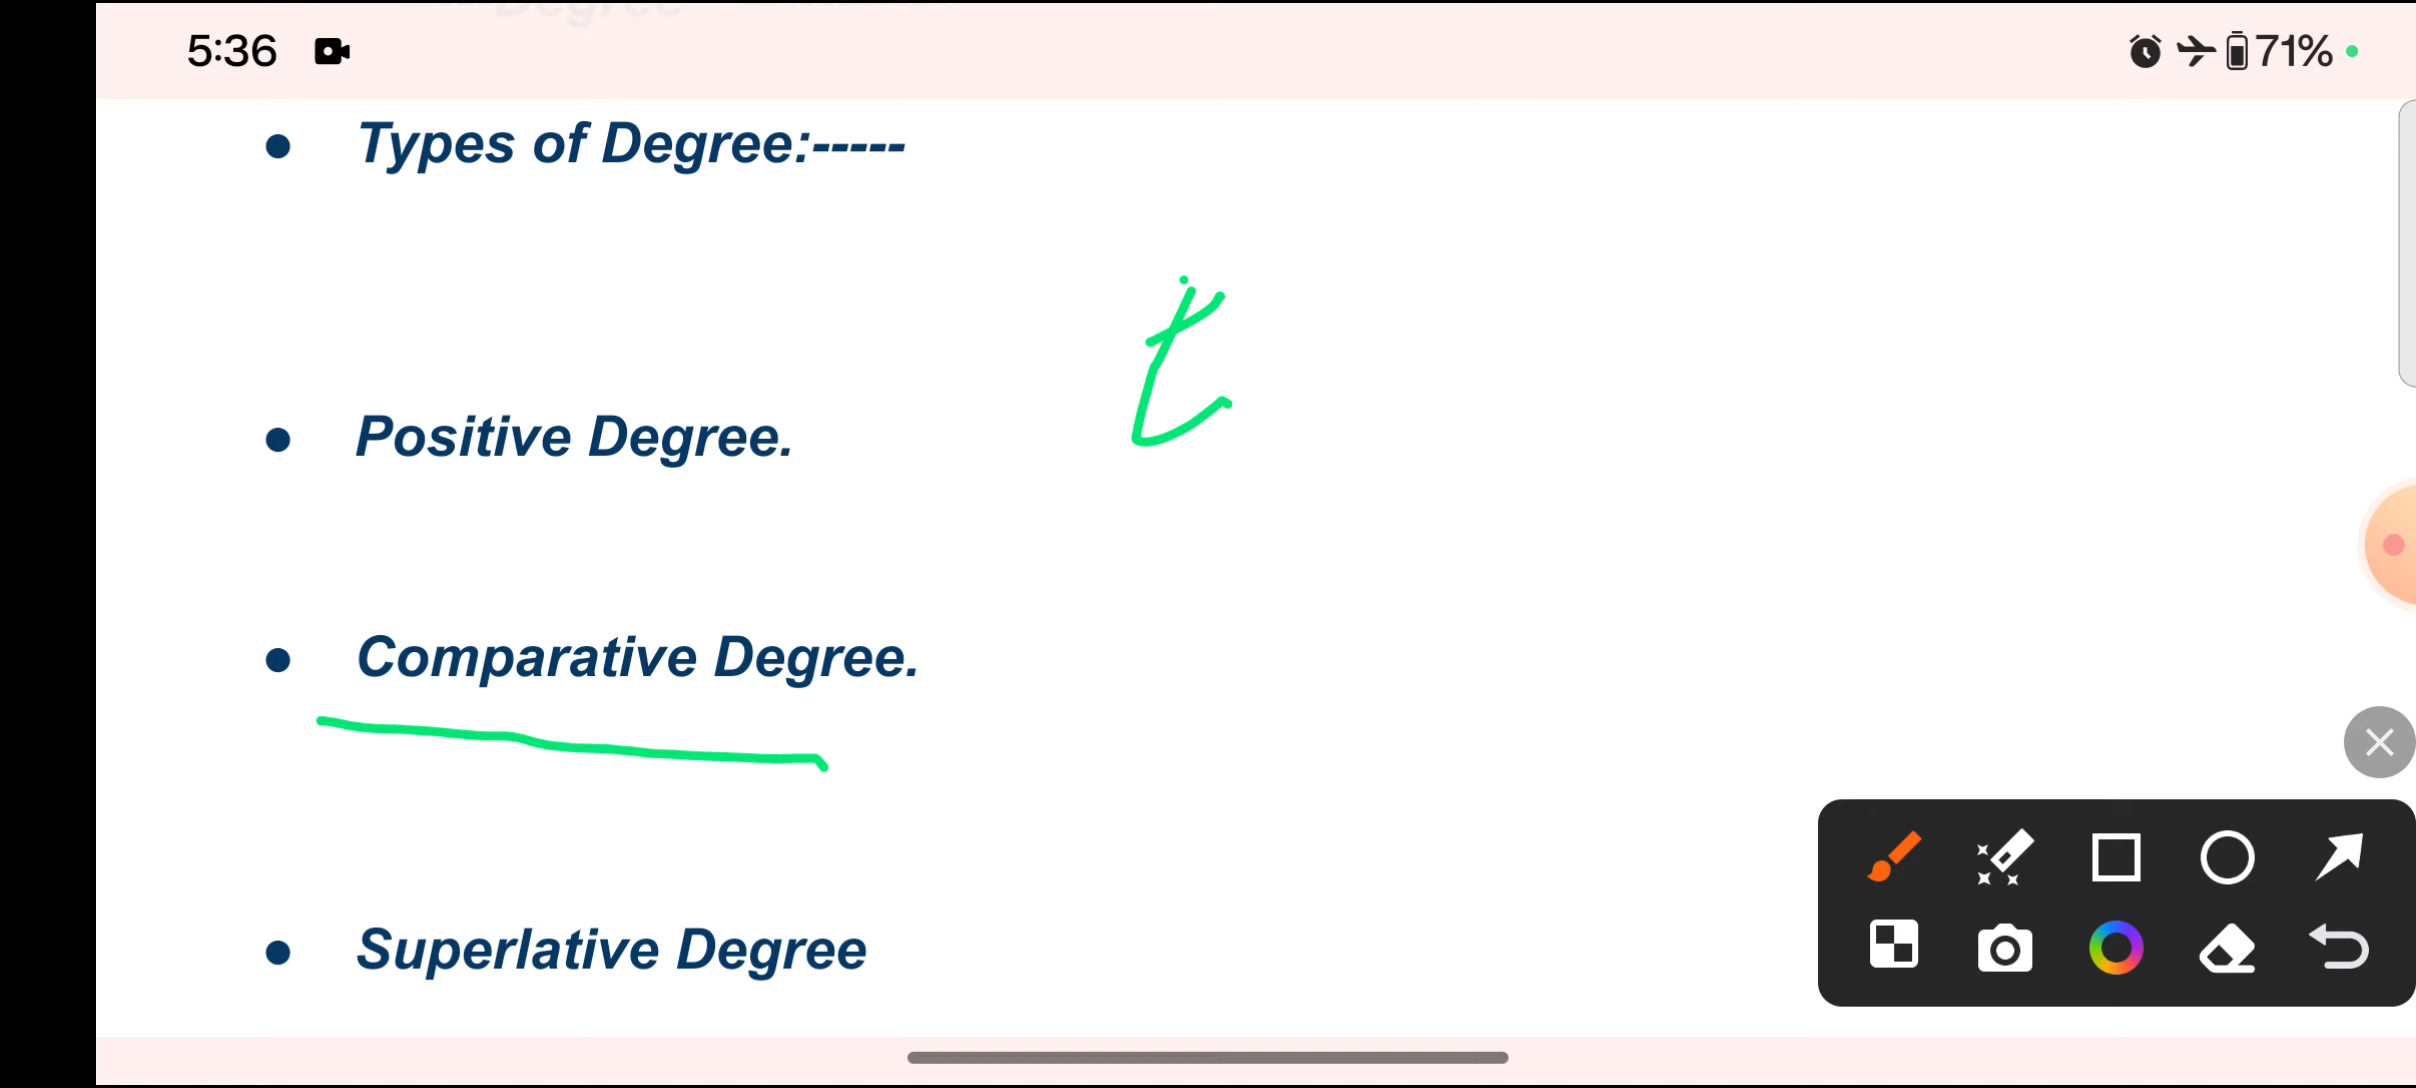 5:36 71%
Types of Degree:-----
t
Positive Degree.
Comparative Degree.
Superlative Degree